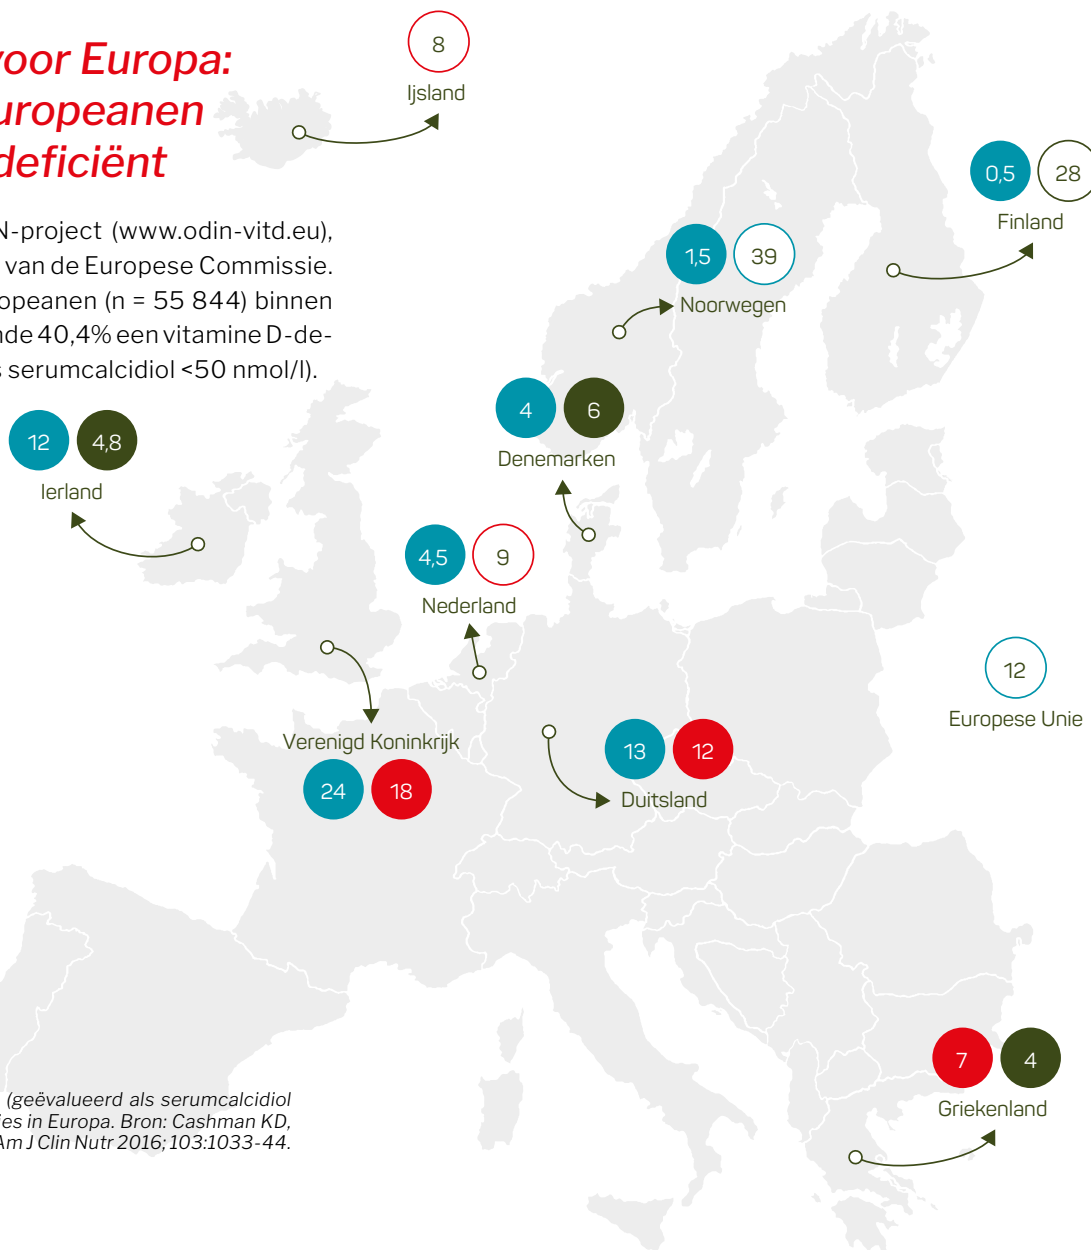 voor Europa:
uropeanen
deficiënt
N-project (www.odin-vitd.eu),
van de Europese Commissie.
opeanen (n = 55 844) binnen
nde 40,4% een vitamine D-de-
s serumcalcidiol <50 nmol/l).
8
Ijsland
0,5 28
Finland
1,5 39
Noorwegen
4 6
Denemarken
12 4,8
Ierland
4,5 9
Nederland
12
Europese Unie
Verenigd Koninkrijk
24 18
13 12
Duitsland
7 4
Griekenland
(geëvalueerd als serumcalcidiol
ies in Europa. Bron: Cashman KD,
Am J Clin Nutr 2016; 103:1033-44.